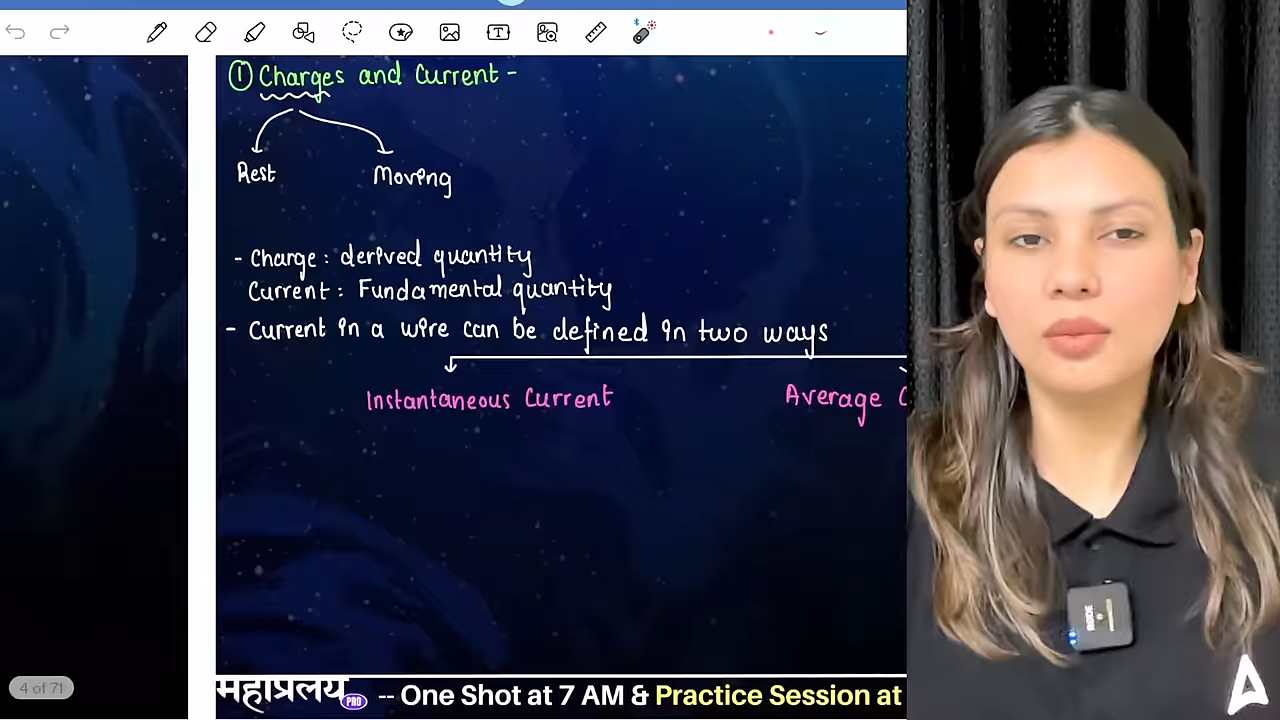 ① Charges and Current -
Rest
Moving
- Charge : derived quantity
Current : Fundamental quantity
- Current in a wire can be defined in two ways
Instantaneous Current
Average C
RODE
4 of 71
महाप्रलय PRO -- One Shot at 7 AM & Practice Session at